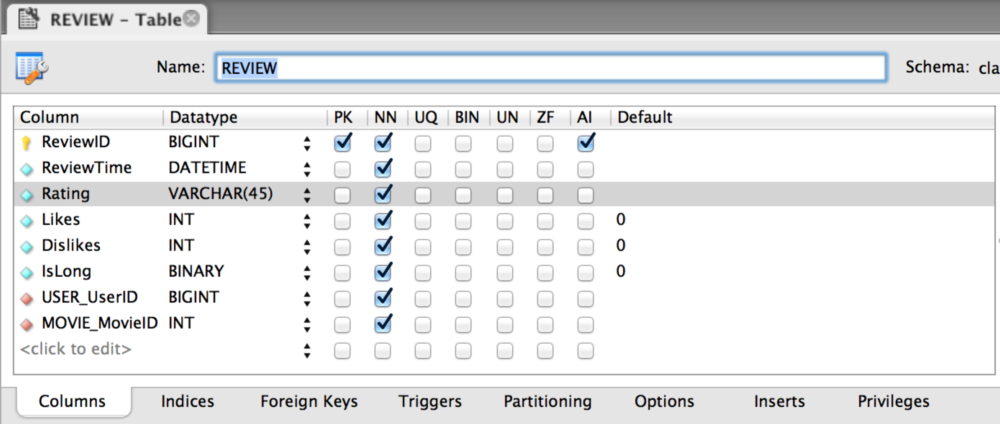 REVIEW - Table
Name: REVIEW Schema: cla
Column Datatype PK NN UQ BIN UN ZF AI Default
ReviewID BIGINT
ReviewTime DATETIME
Rating VARCHAR(45)
Likes INT 0
Dislikes INT 0
IsLong BINARY 0
USER_UserID BIGINT
MOVIE_MovieID INT
<click to edit>
Columns Indices Foreign Keys Triggers Partitioning Options Inserts Privileges